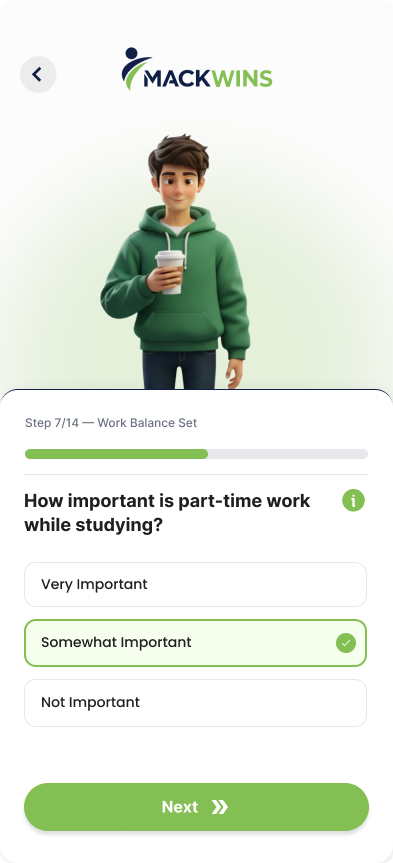 MACKWINS
Step 7/14 — Work Balance Set
How important is part-time work
while studying?
i
Very Important
Somewhat Important
Not Important
Next